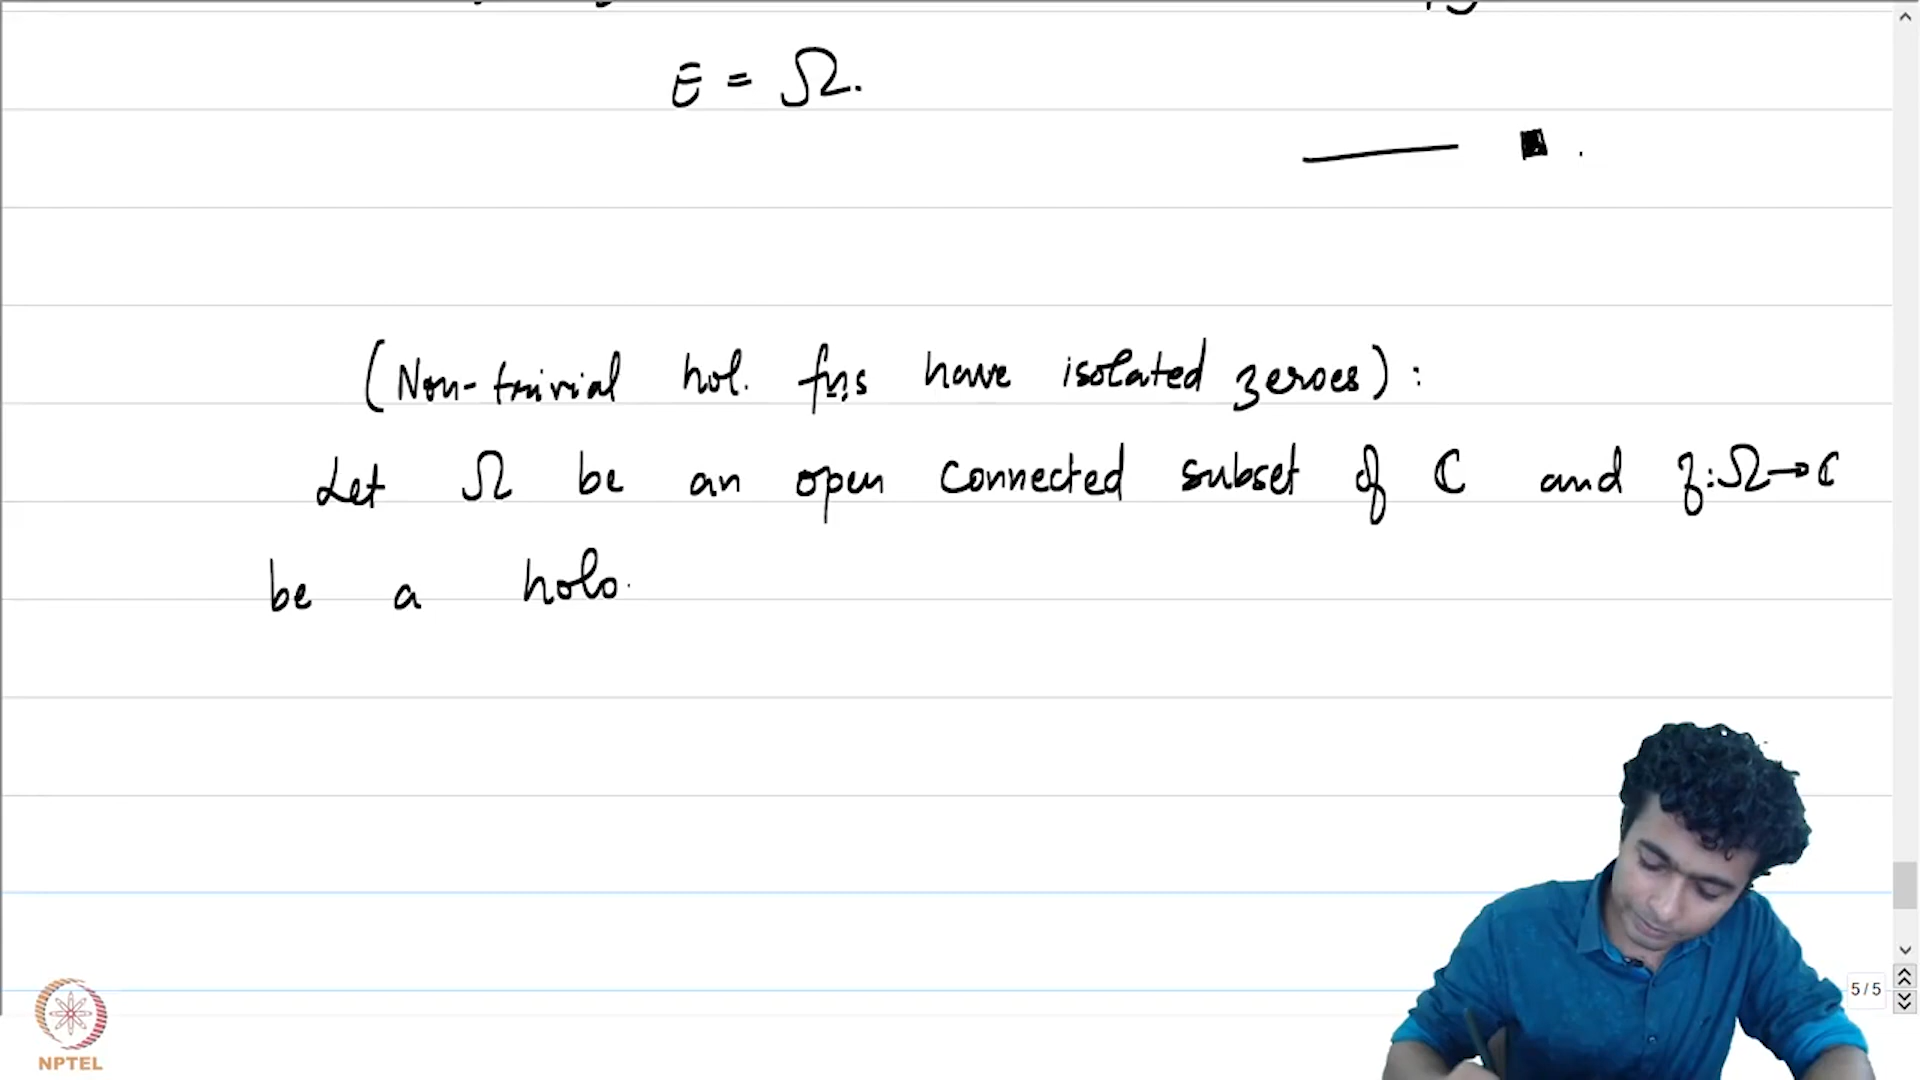 E = Ω.
(Non-trivial hol. fns have isolated zeroes) :
Let Ω be an open connected subset of ℂ and f:Ω→ℂ
be a holo.
5 / 5
NPTEL